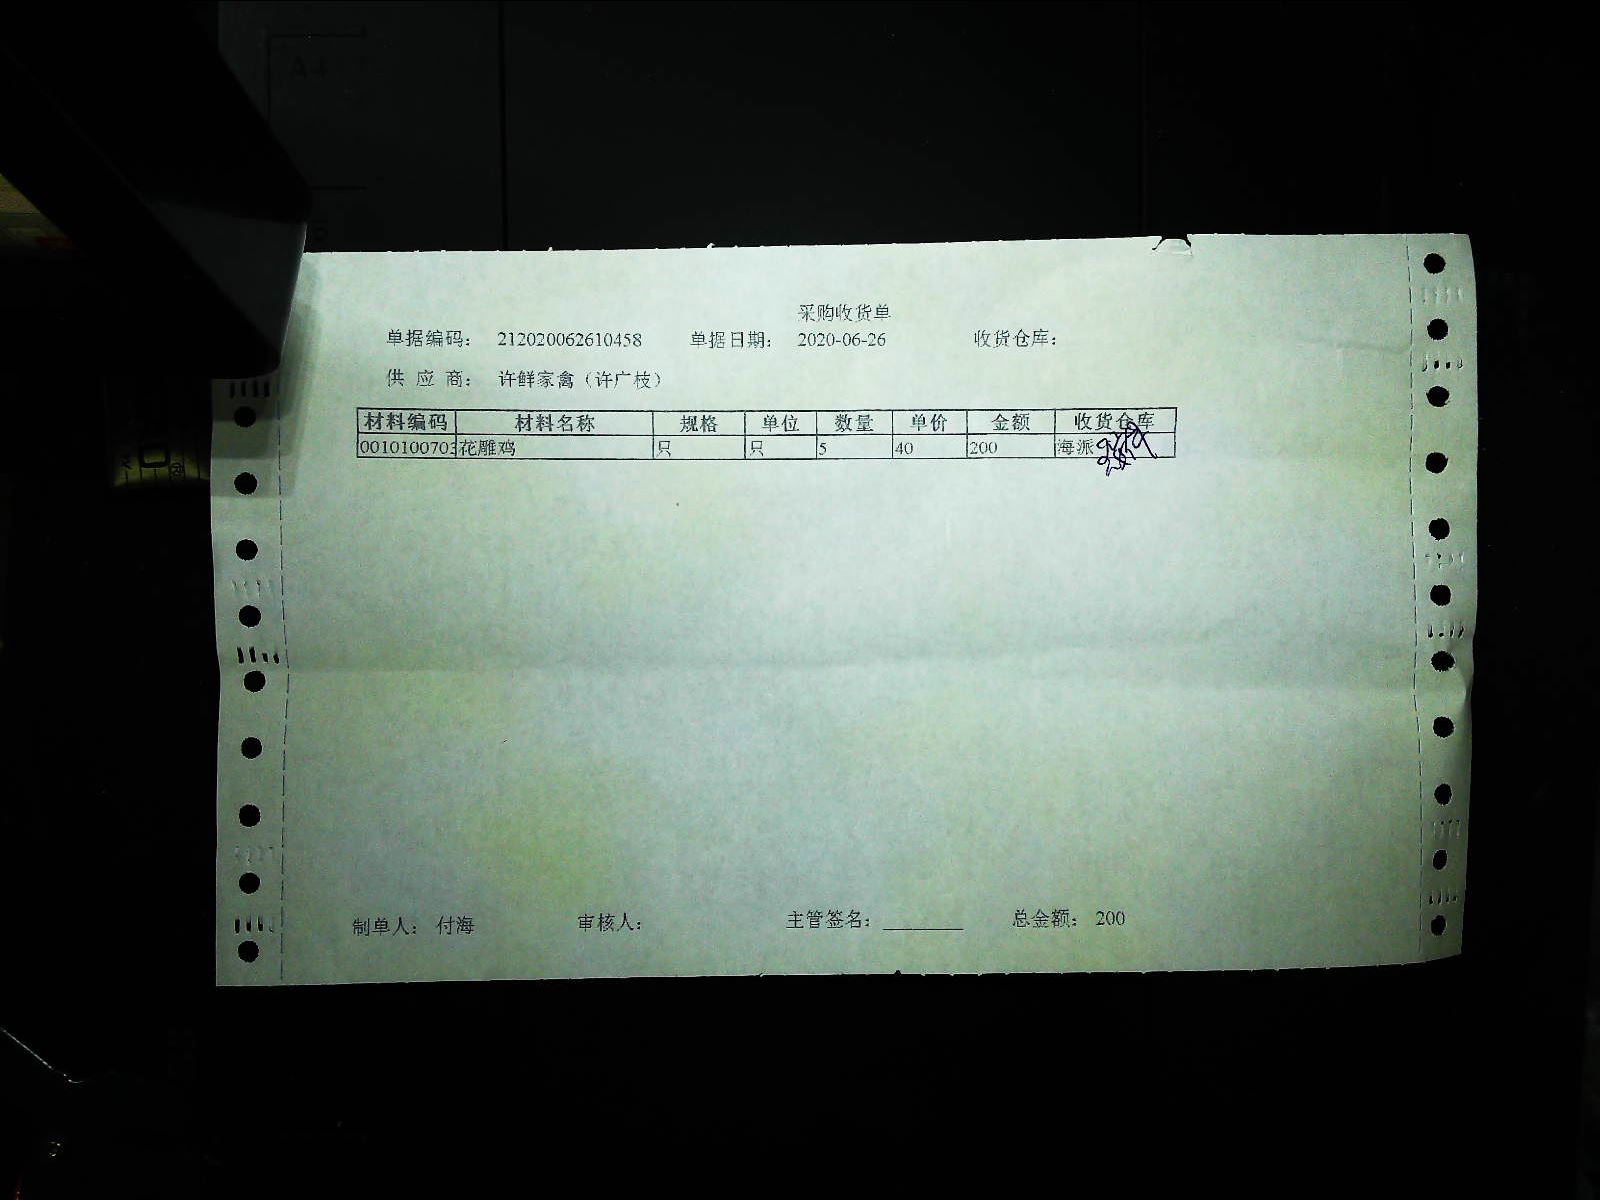 A4
采购收货单
单据编码： 212020062610458 单据日期： 2020-06-26 收货仓库：
供 应 商： 许鲜家禽（许广枝）
材料编码 材料名称 规格 单位 数量 单价 金额 收货仓库
0010100703 花雕鸡 只 只 5 40 200 海派
制单人： 付海 审核人： 主管签名： 总金额： 200